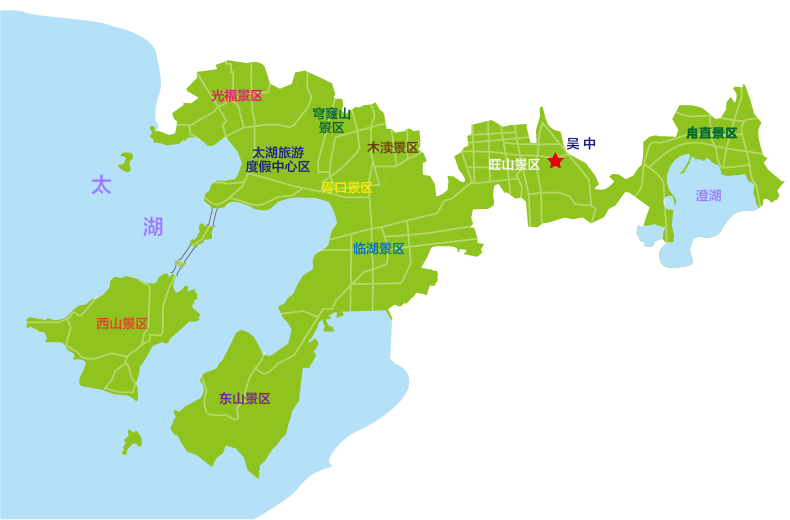 光福景区
穹窿山
景区
木渎景区
吴 中
甪直景区
太湖旅游
度假中心区
旺山景区
胥口景区
太
湖
澄湖
临湖景区
西山景区
东山景区